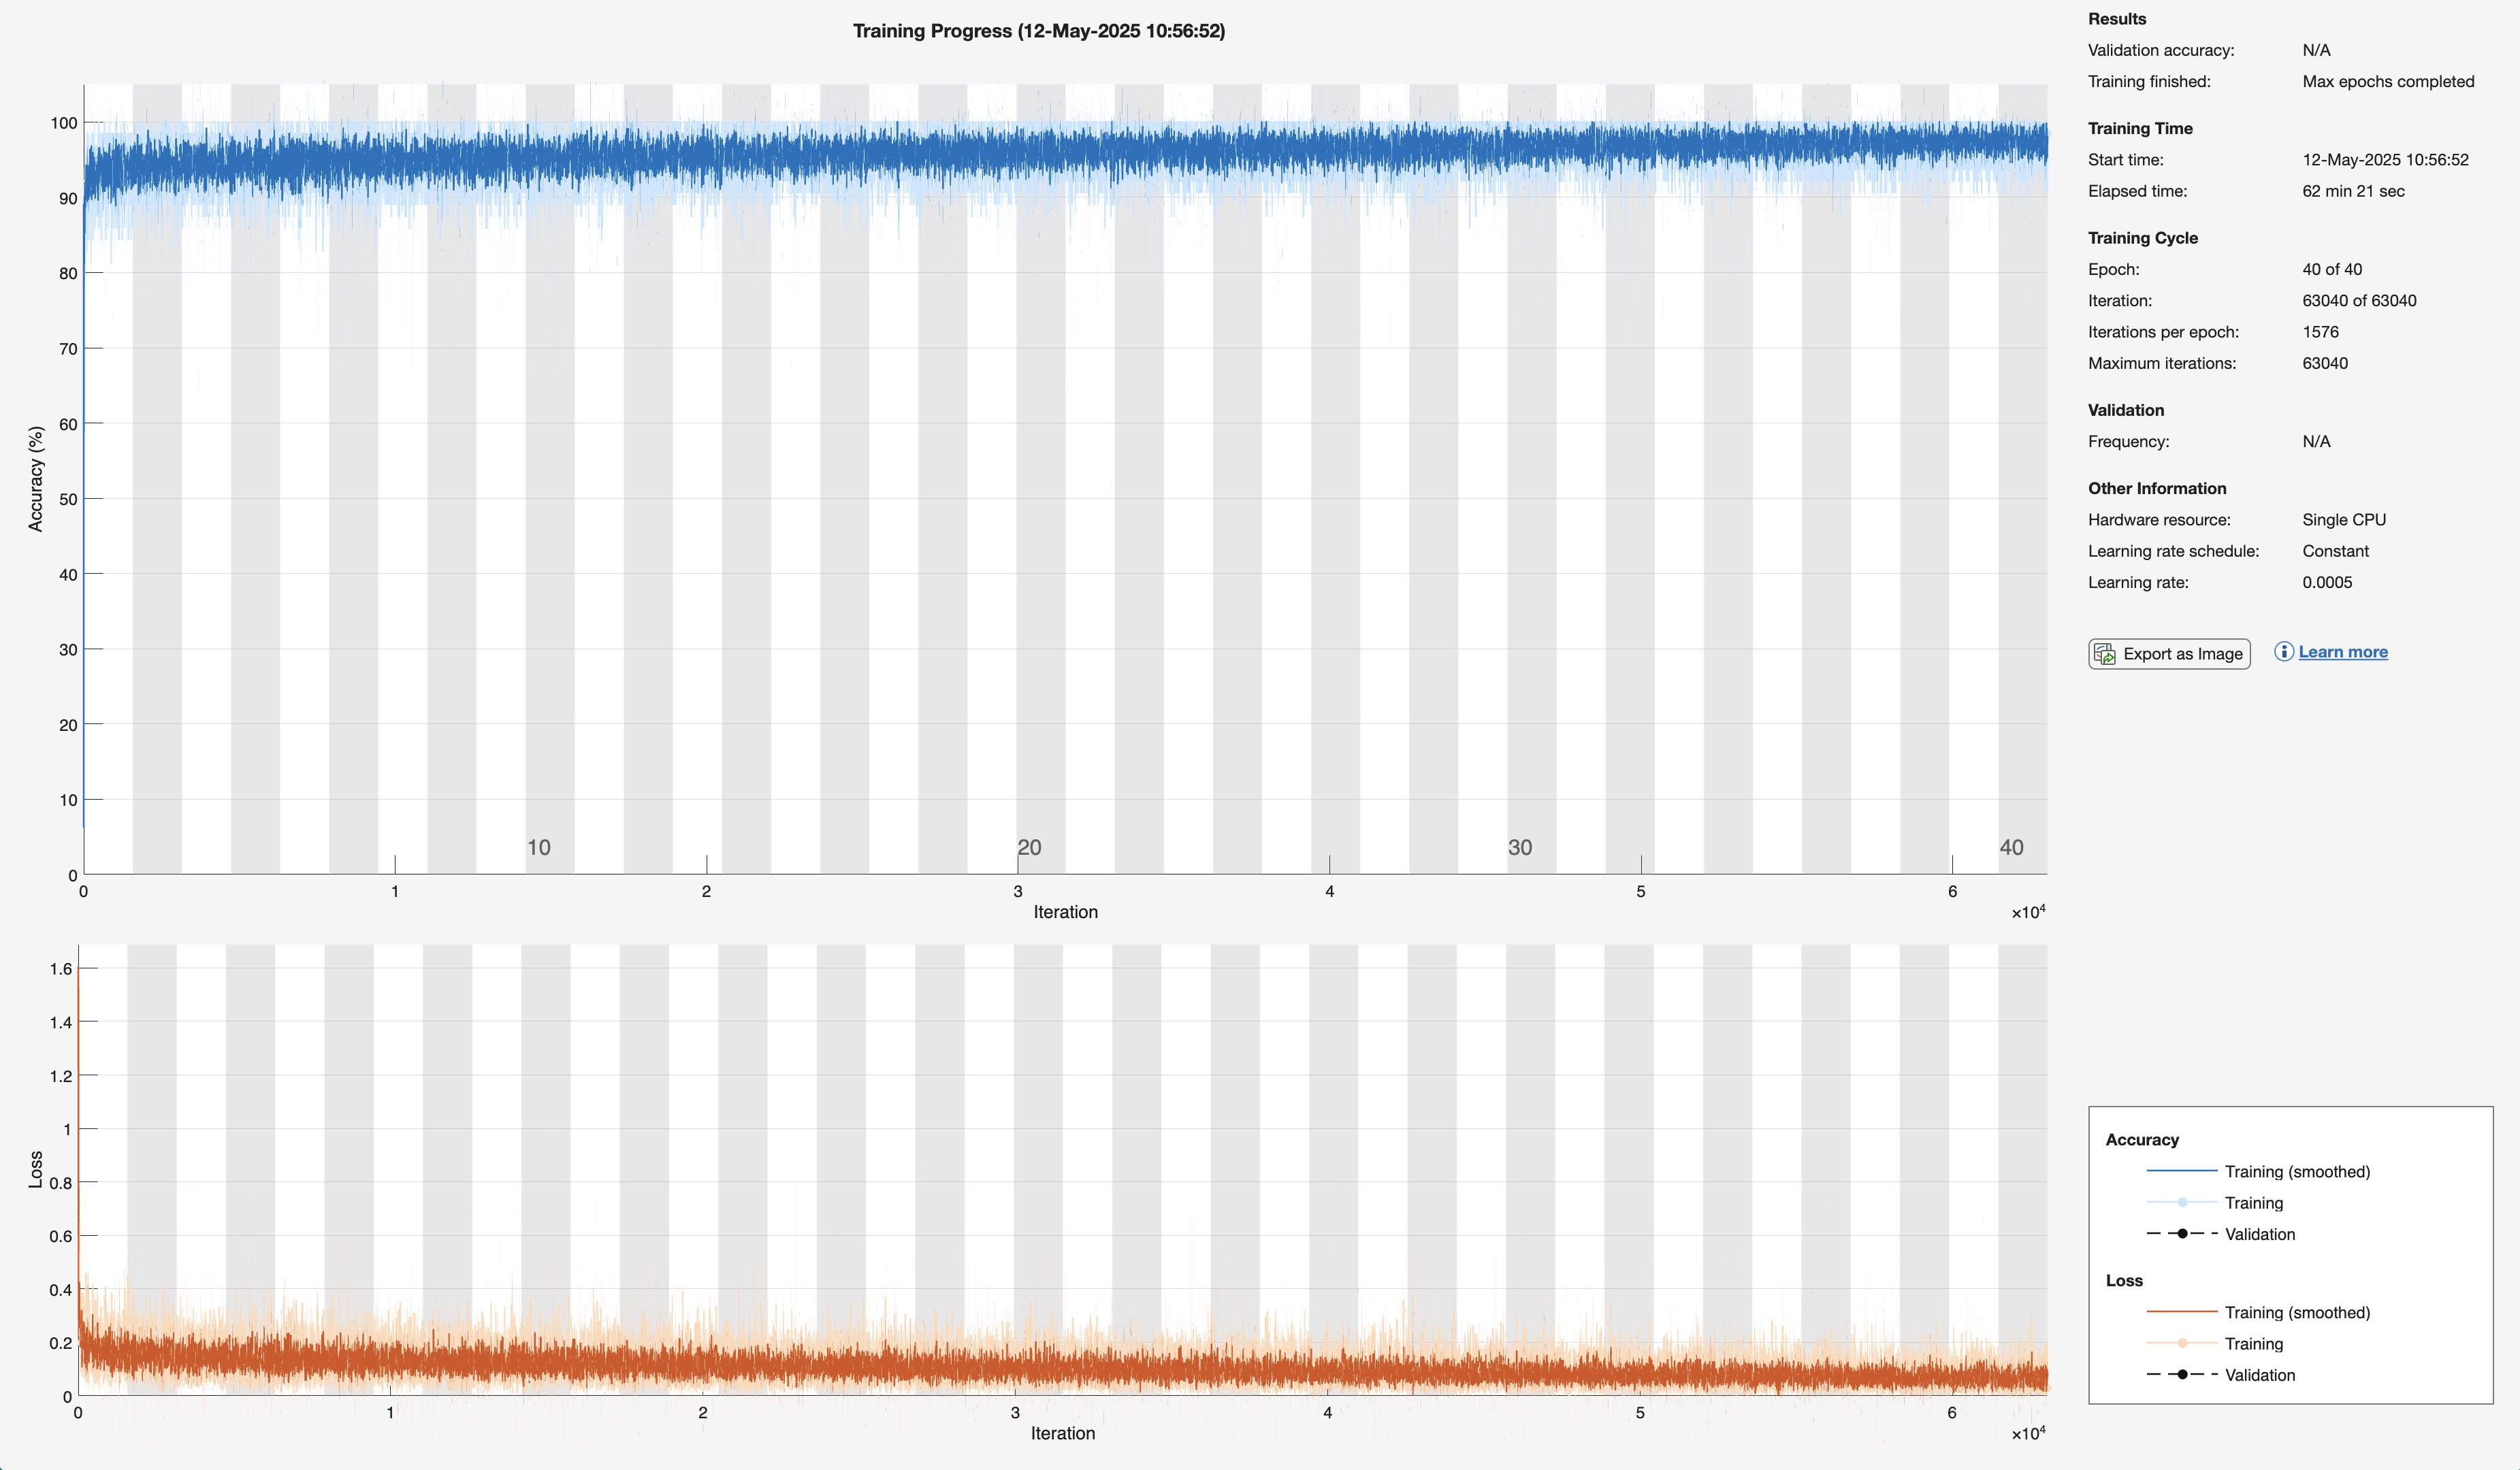 Training Progress (12-May-2025 10:56:52)
100
90
80
70
60
50
40
30
20
10
0
Accuracy (%)
10
20
30
40
0
1
2
3
4
5
6
Iteration
×10⁴
1.6
1.4
1.2
1
0.8
0.6
0.4
0.2
0
Loss
0
1
2
3
4
5
6
Iteration
×10⁴
Results
Validation accuracy: N/A
Training finished: Max epochs completed
Training Time
Start time: 12-May-2025 10:56:52
Elapsed time: 62 min 21 sec
Training Cycle
Epoch: 40 of 40
Iteration: 63040 of 63040
Iterations per epoch: 1576
Maximum iterations: 63040
Validation
Frequency: N/A
Other Information
Hardware resource: Single CPU
Learning rate schedule: Constant
Learning rate: 0.0005
Export as Image
Learn more
Accuracy
Training (smoothed)
Training
Validation
Loss
Training (smoothed)
Training
Validation